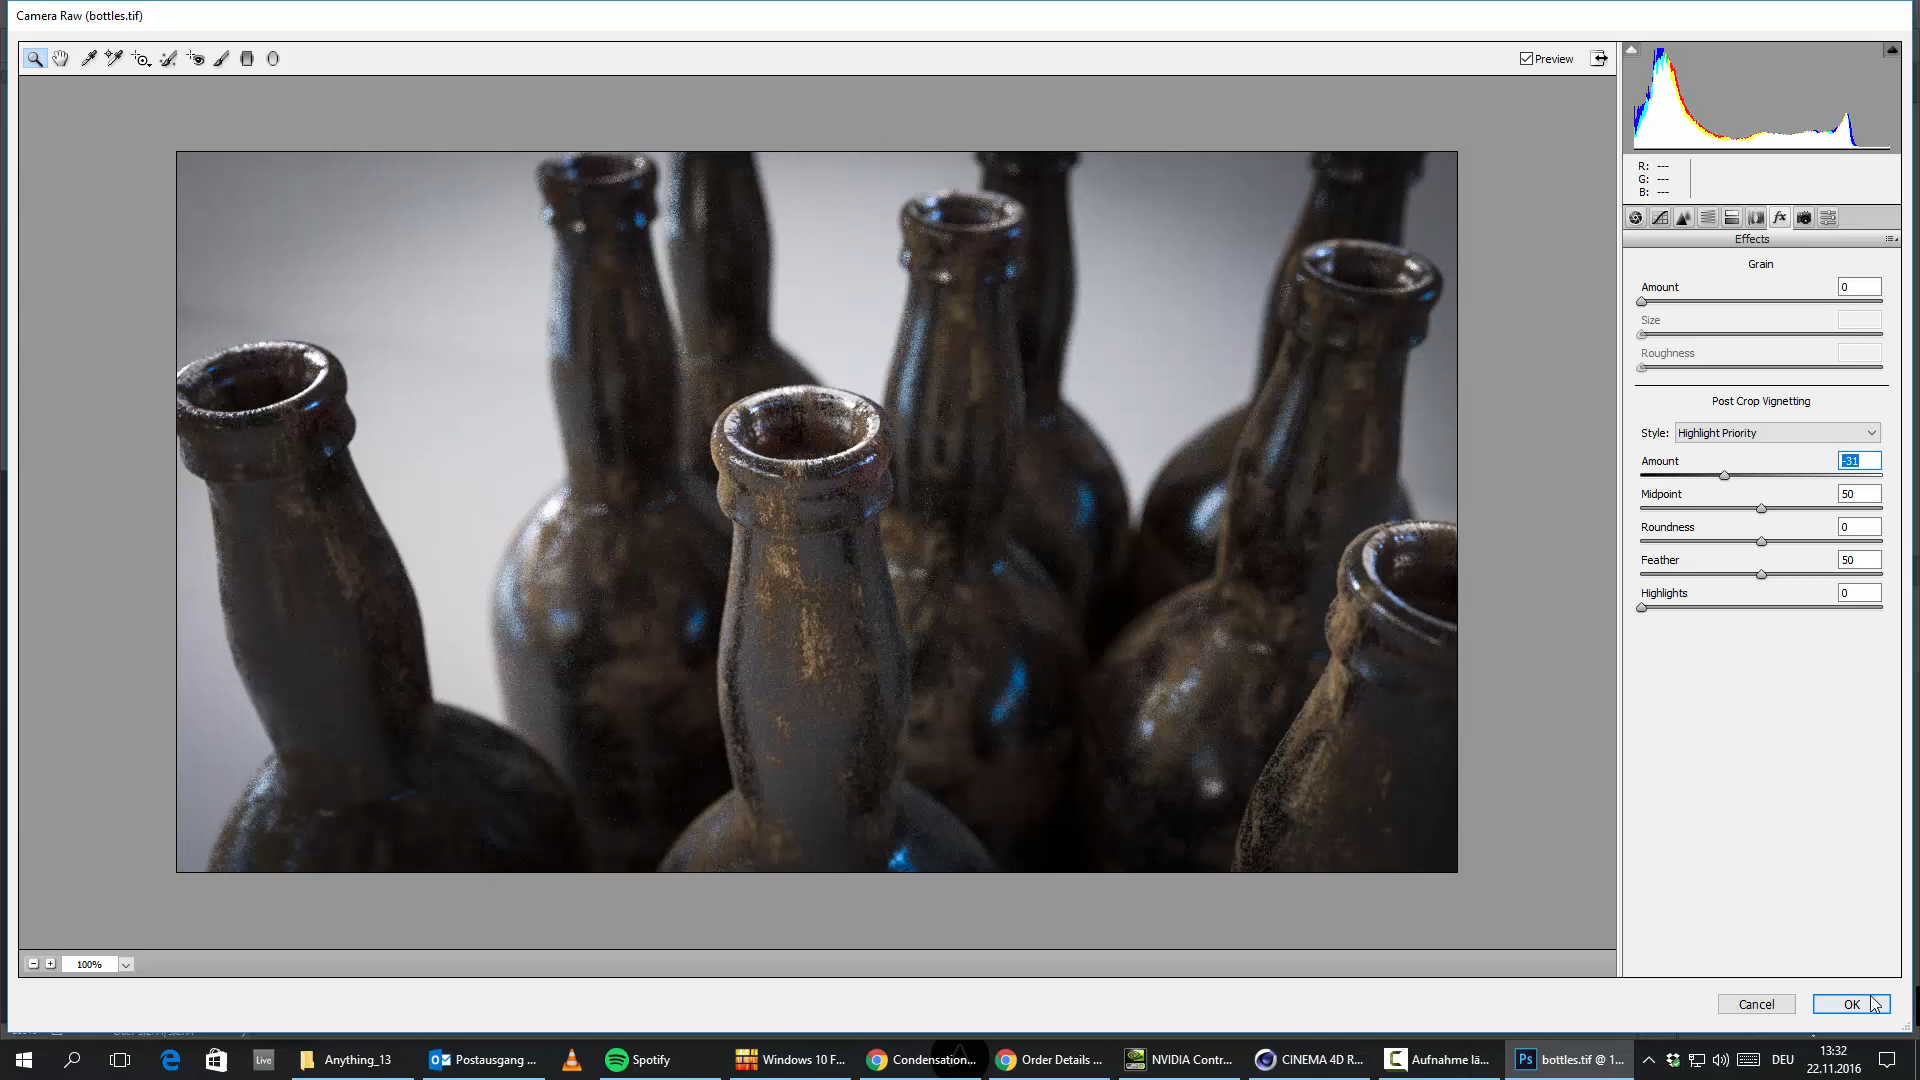 Camera Raw (bottles.tif)
Preview
R: ---
G: ---
B: ---
Effects
Grain
Amount 0
Size
Roughness
Post Crop Vignetting
Style: Highlight Priority
Amount -31
Midpoint 50
Roundness 0
Feather 50
Highlights 0
100%
Cancel OK
Live Anything_13 Postausgang ... Spotify Windows 10 F... Condensation... Order Details ... NVIDIA Contr... CINEMA 4D R... Aufnahme lä... Ps bottles.tif @ 1... DEU 13:32
22.11.2016